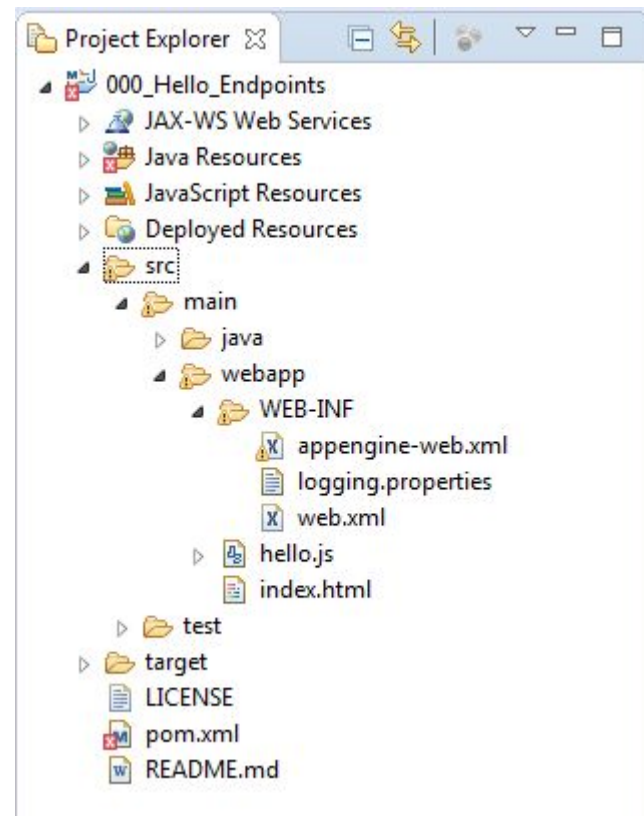 Project Explorer
000_Hello_Endpoints
JAX-WS Web Services
Java Resources
JavaScript Resources
Deployed Resources
src
main
java
webapp
WEB-INF
appengine-web.xml
logging.properties
web.xml
hello.js
index.html
test
target
LICENSE
pom.xml
README.md